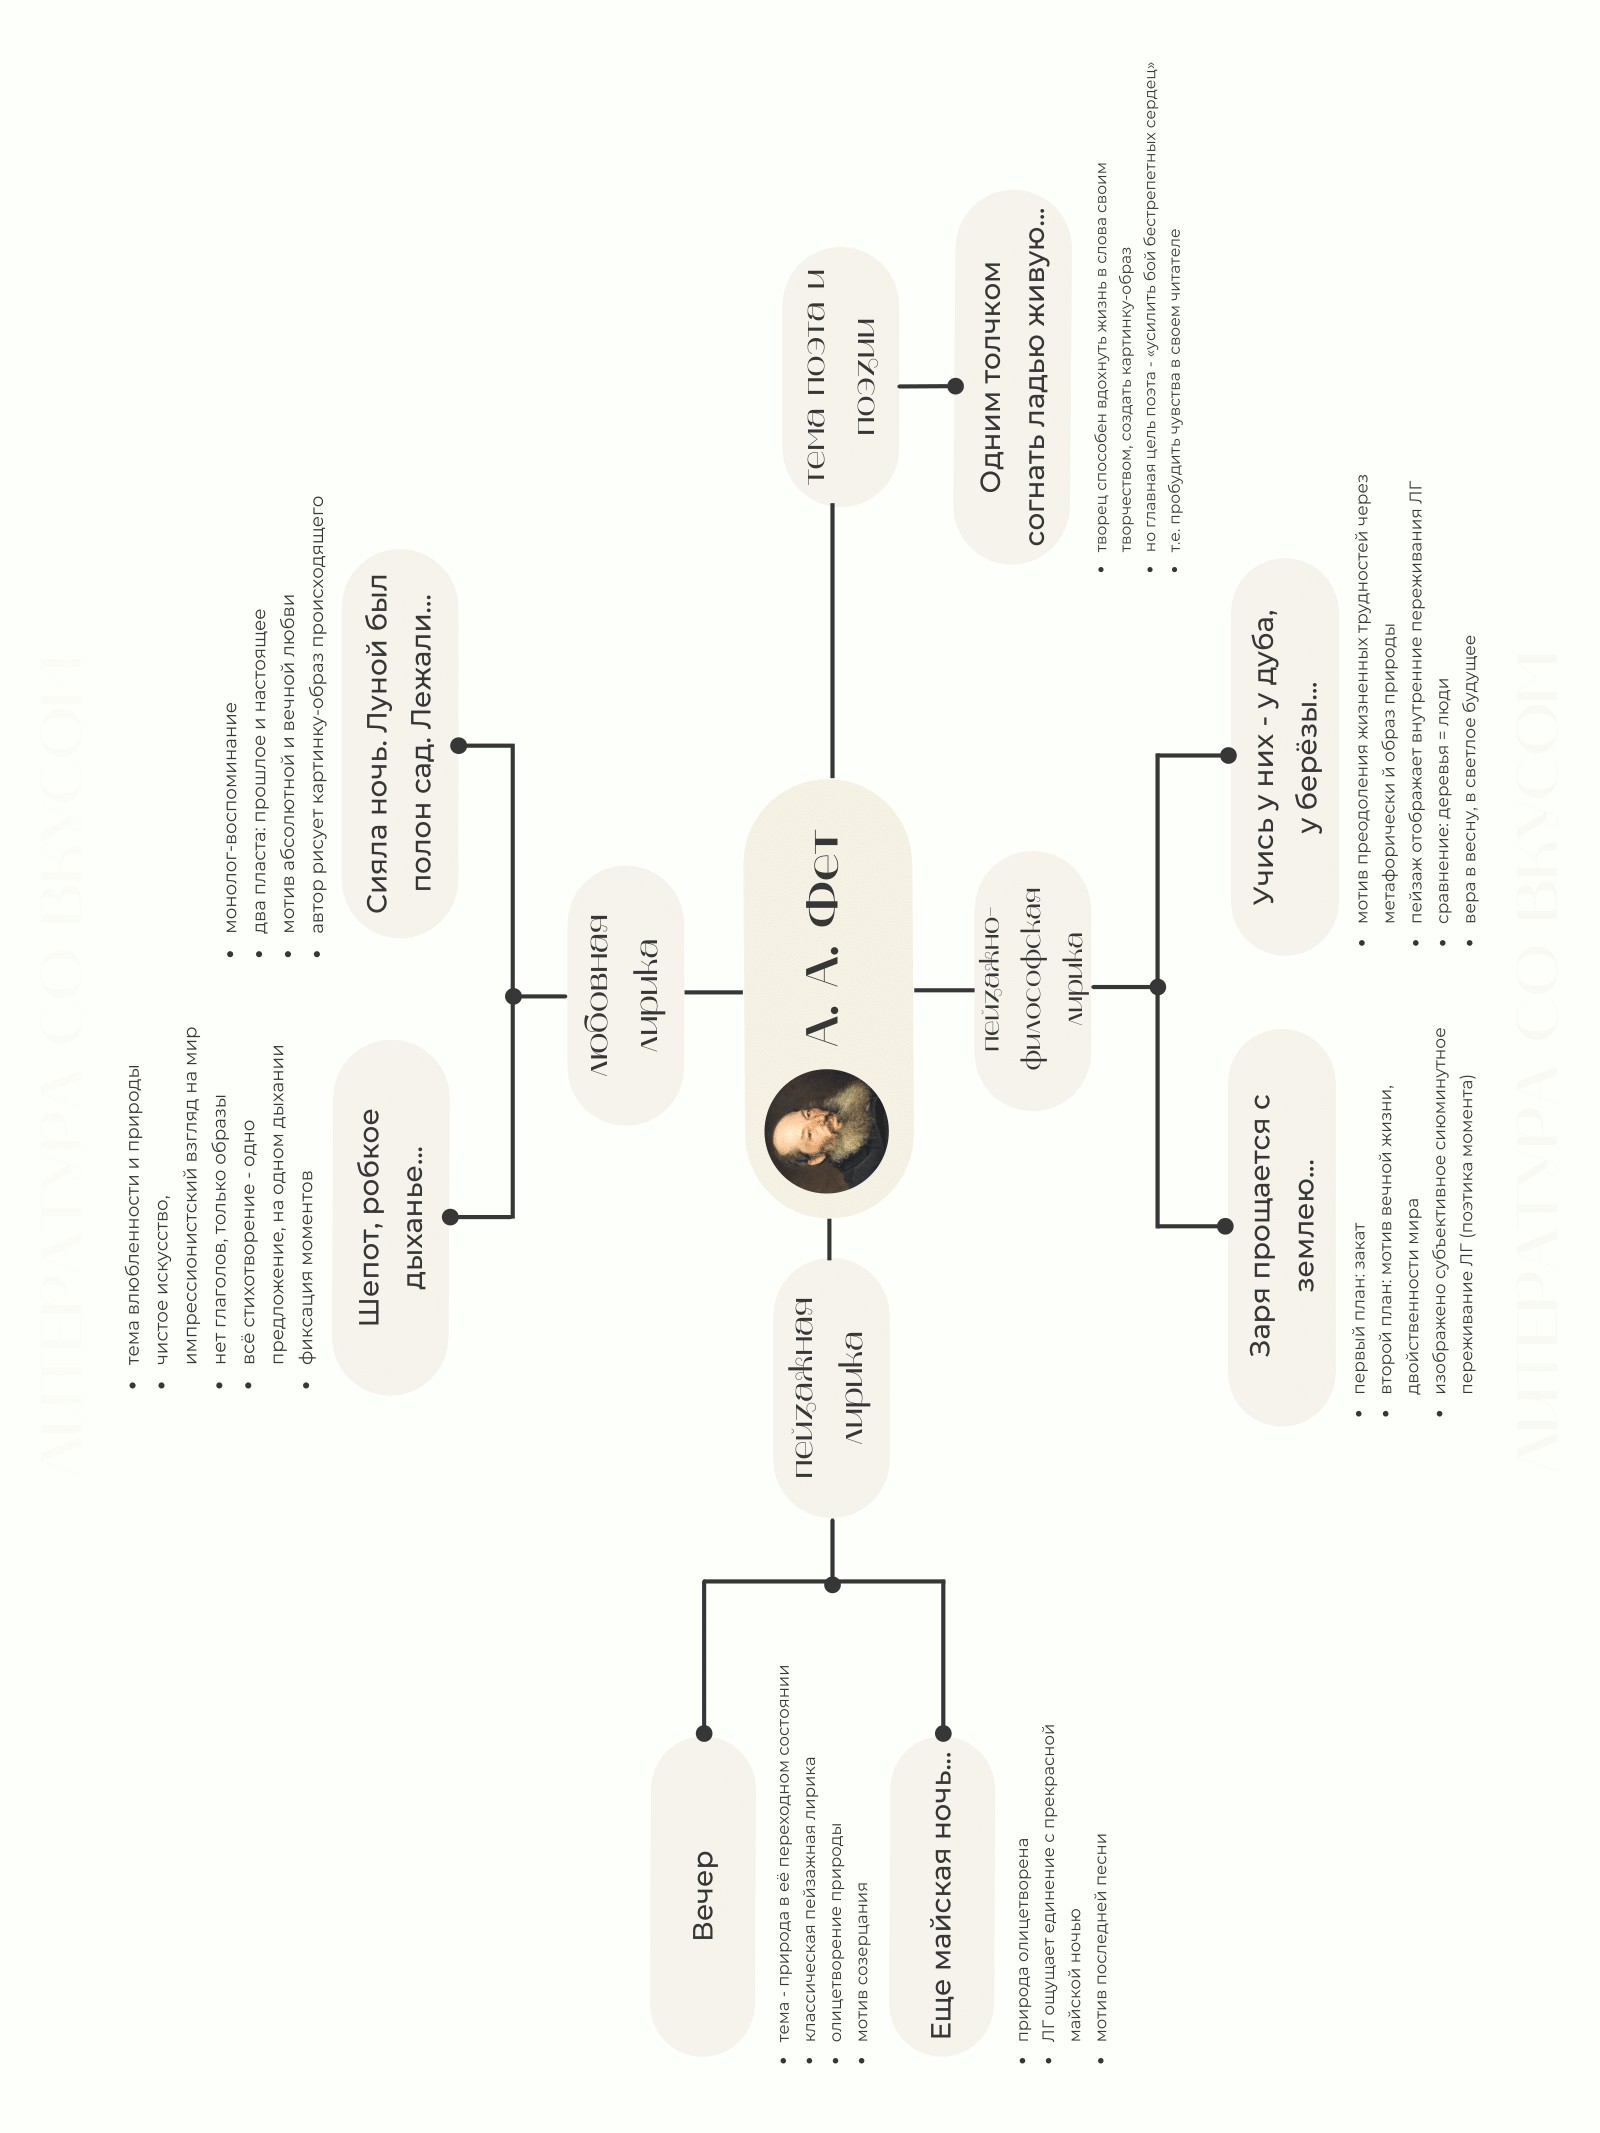 ЛИТЕРАТУРА СО ВКУСОМ
• тема влюбленности и природы
• чистое искусство,
импрессионистский взгляд на мир
• нет глаголов, только образы
• всё стихотворение - одно
предложение, на одном дыхании
• фиксация моментов
Шепот, робкое
дыханье...
• монолог-воспоминание
• два пласта: прошлое и настоящее
• мотив абсолютной и вечной любви
• автор рисует картинку-образ происходящего
Сияла ночь. Луной был
полон сад. Лежали...
любовная
лирика
Вечер
• тема - природа в её переходном состоянии
• классическая пейзажная лирика
• олицетворение природы
• мотив созерцания
Еще майская ночь...
• природа олицетворена
• ЛГ ощущает единение с прекрасной
майской ночью
• мотив последней песни
пейзажная
лирика
А. А. Фет
тема поэта и
поэзии
Одним толчком
согнать ладью живую...
• творец способен вдохнуть жизнь в слова своим
творчеством, создать картинку-образ
• но главная цель поэта - «усилить бой бестрепетных сердец»
• т.е. пробудить чувства в своем читателе
пейзажно-
философская
лирика
Заря прощается с
землею...
• первый план: закат
• второй план: мотив вечной жизни,
двойственности мира
• изображено субъективное сиюминутное
переживание ЛГ (поэтика момента)
Учись у них - у дуба,
у берёзы...
• мотив преодоления жизненных трудностей через
метафорически й образ природы
• пейзаж отображает внутренние переживания ЛГ
• сравнение: деревья = люди
• вера в весну, в светлое будущее
ЛИТЕРАТУРА СО ВКУСОМ